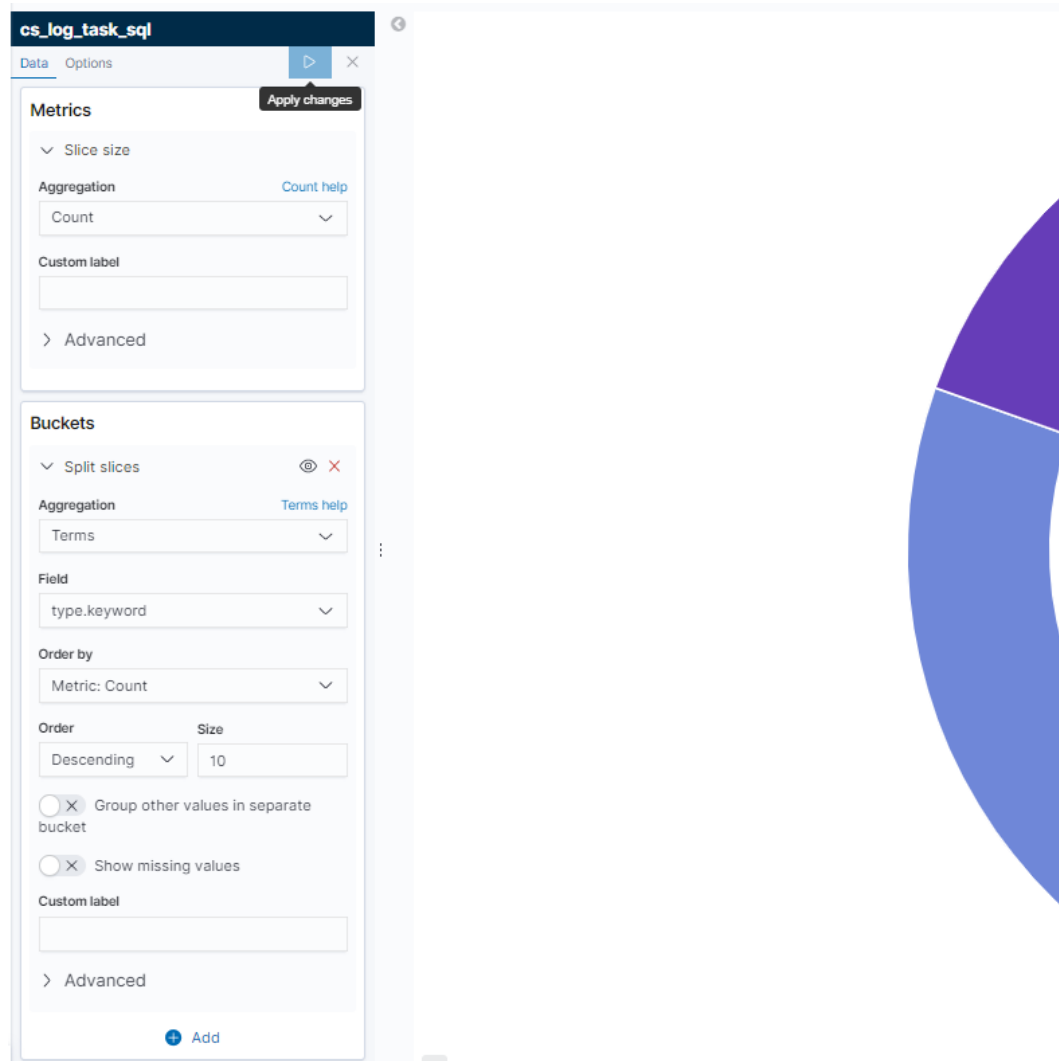 cs_log_task_sql
Data Options
Apply changes
Metrics
Slice size
Aggregation Count help
Count
Custom label
Advanced
Buckets
Split slices
Aggregation Terms help
Terms
Field
type.keyword
Order by
Metric: Count
Order Size
Descending 10
Group other values in separate
bucket
Show missing values
Custom label
Advanced
Add